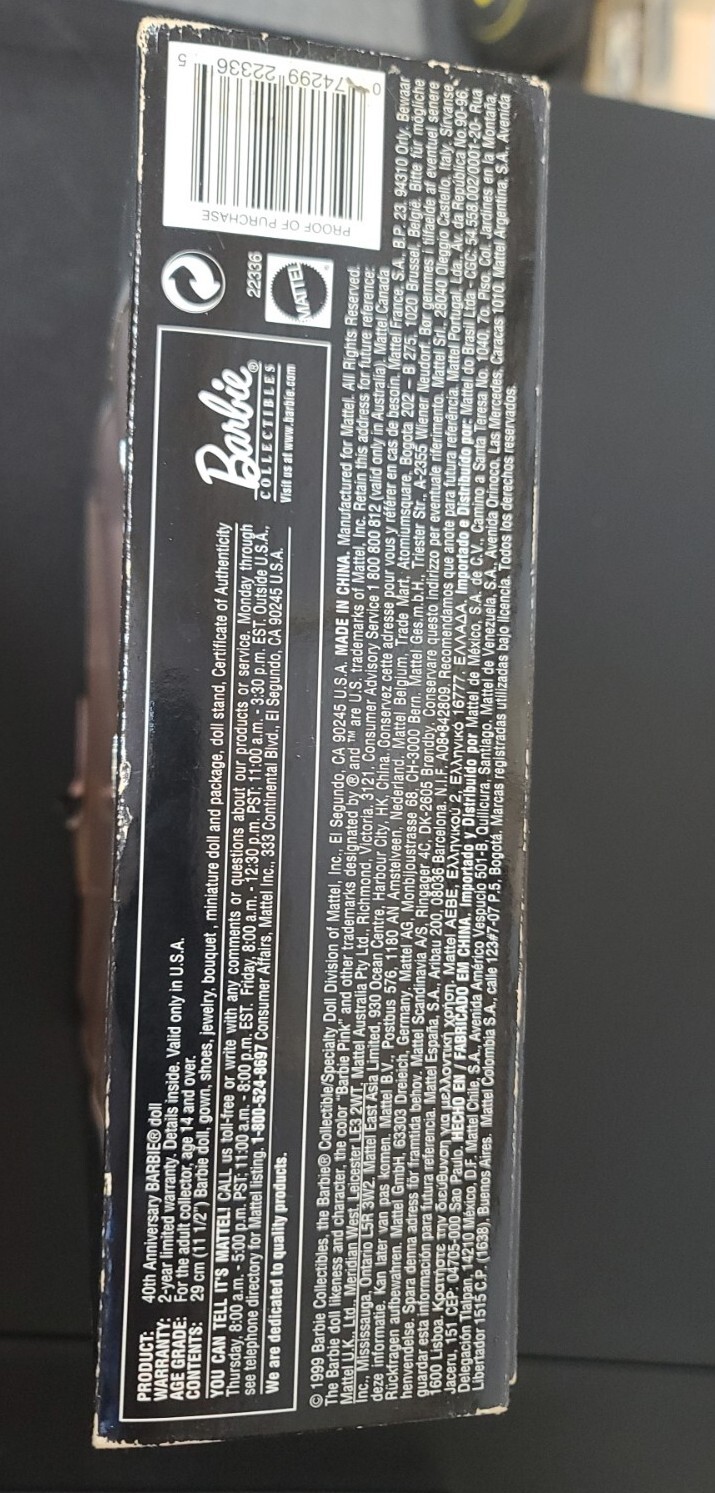 PRODUCT: 40th Anniversary BARBIE® doll
WARRANTY: 2-year limited warranty. Details inside. Valid only in U.S.A.
AGE GRADE: For the adult collector, age 14 and over.
CONTENTS: 29 cm (11 1/2") Barbie doll, gown, shoes, jewelry, bouquet , miniature doll and package, doll stand, Certificate of Authenticity
YOU CAN TELL IT'S MATTEL! CALL us toll-free or write with any comments or questions about our products or service, Monday through
Thursday, 8:00 a.m. - 5:00 p.m. PST; 11:00 a.m. - 8:00 p.m. EST. Friday, 8:00 a.m. - 12:30 p.m. PST; 11:00 a.m. - 3:30 p.m. EST. Outside U.S.A.,
see telephone directory for Mattel listing. 1-800-524-8697 Consumer Affairs, Mattel Inc., 333 Continental Blvd., El Segundo, CA 90245 U.S.A.
We are dedicated to quality products.
Barbie®
COLLECTIBLES
Visit us at www.barbie.com
22336
MATTEL
PROOF OF PURCHASE
0 74299 22336 5
© 1999 Barbie Collectibles, the Barbie® Collectible/Specialty Doll Division of Mattel, Inc., El Segundo, CA 90245 U.S.A. MADE IN CHINA. Manufactured for Mattel. All Rights Reserved.
The Barbie doll likeness and character, the color "Barbie Pink" and other trademarks designated by ® and ™ are U.S. trademarks of Mattel, Inc. Retain this address for future reference:
Mattel U.K., Ltd., Meridian West, Leicester LE3 2WT. Mattel Australia Pty Ltd., Richmond, Victoria, 3121, Consumer Advisory Service 1 800 800 812 (valid only in Australia). Mattel Canada
Inc., Mississauga, Ontario L5R 3W2. Mattel East Asia Limited, 930 Ocean Centre, Harbour City, HK, China. Conservez cette adresse pour vous y référer en cas de besoin. Mattel France, S.A., B.P. 23, 94310 Orly. Bewaar
deze informatie. Kan later van pas komen. Mattel B.V., Postbus 576, 1180 AN Amstelveen, Nederland. Mattel Belgium, Trade Mart, Atomiumsquare, Bogota 202 - B 275, 1020 Brussel, België. Bitte für mögliche
Rückfragen aufbewahren. Mattel GmbH, 63303 Dreieich, Germany. Mattel AG, Monbijoustrasse 68, CH-3000 Bern. Mattel Ges.m.b.H., Triester Str., A-2355 Wiener Neudorf. Bør gemmes i tilfælde af eventuel senere
henvendelse. Spara denna adress för framtida behov. Mattel Scandinavia A/S, Ringager 4C, DK-2605 Brøndby. Conservare questo indirizzo per eventuale riferimento. Mattel Srl., 28040 Oleggio Castello, Italy. Sírvanse
guardar esta información para futura referencia. Mattel España, S.A., Aribau 200, 08036 Barcelona. N.I.F. A08-842809. Recomendamos que anote para futura referência. Mattel Portugal, Lda. Av. da República No. 90-96,
1600 Lisboa. Κρατήστε την διεύθυνση για μελλοντική χρήση. Mattel AEBE, Ελληνικού 2, Ελληνικό 16777, ΕΛΛΑΔΑ. Importado e Distribuido por: Mattel do Brasil Ltda - CGC: 54.558.002/0001-20- Rua
Jaceru, 151 CEP: 04705-000 Sao Paulo. HECHO EN / FABRICADO EM CHINA. Importado y Distribuido por Mattel de México, S.A. de C.V., Camino a Santa Teresa No. 1040, 7o. Piso, Col. Jardines en la Montaña,
Delegación Tlalpan, 14210 México, D.F. Mattel Chile, S.A., Avenida Américo Vespucio 501-B, Quilicura, Santiago. Mattel de Venezuela, S.A., Avenida Orinoco, Las Mercedes, Caracas 1010. Mattel Argentina, S.A. Avenida
Libertador 1515 C.P. (1638), Buenos Aires. Mattel Colombia S.A., calle 123#7-07 P.5, Bogotá. Marcas registradas utilizadas bajo licencia. Todos los derechos reservados.